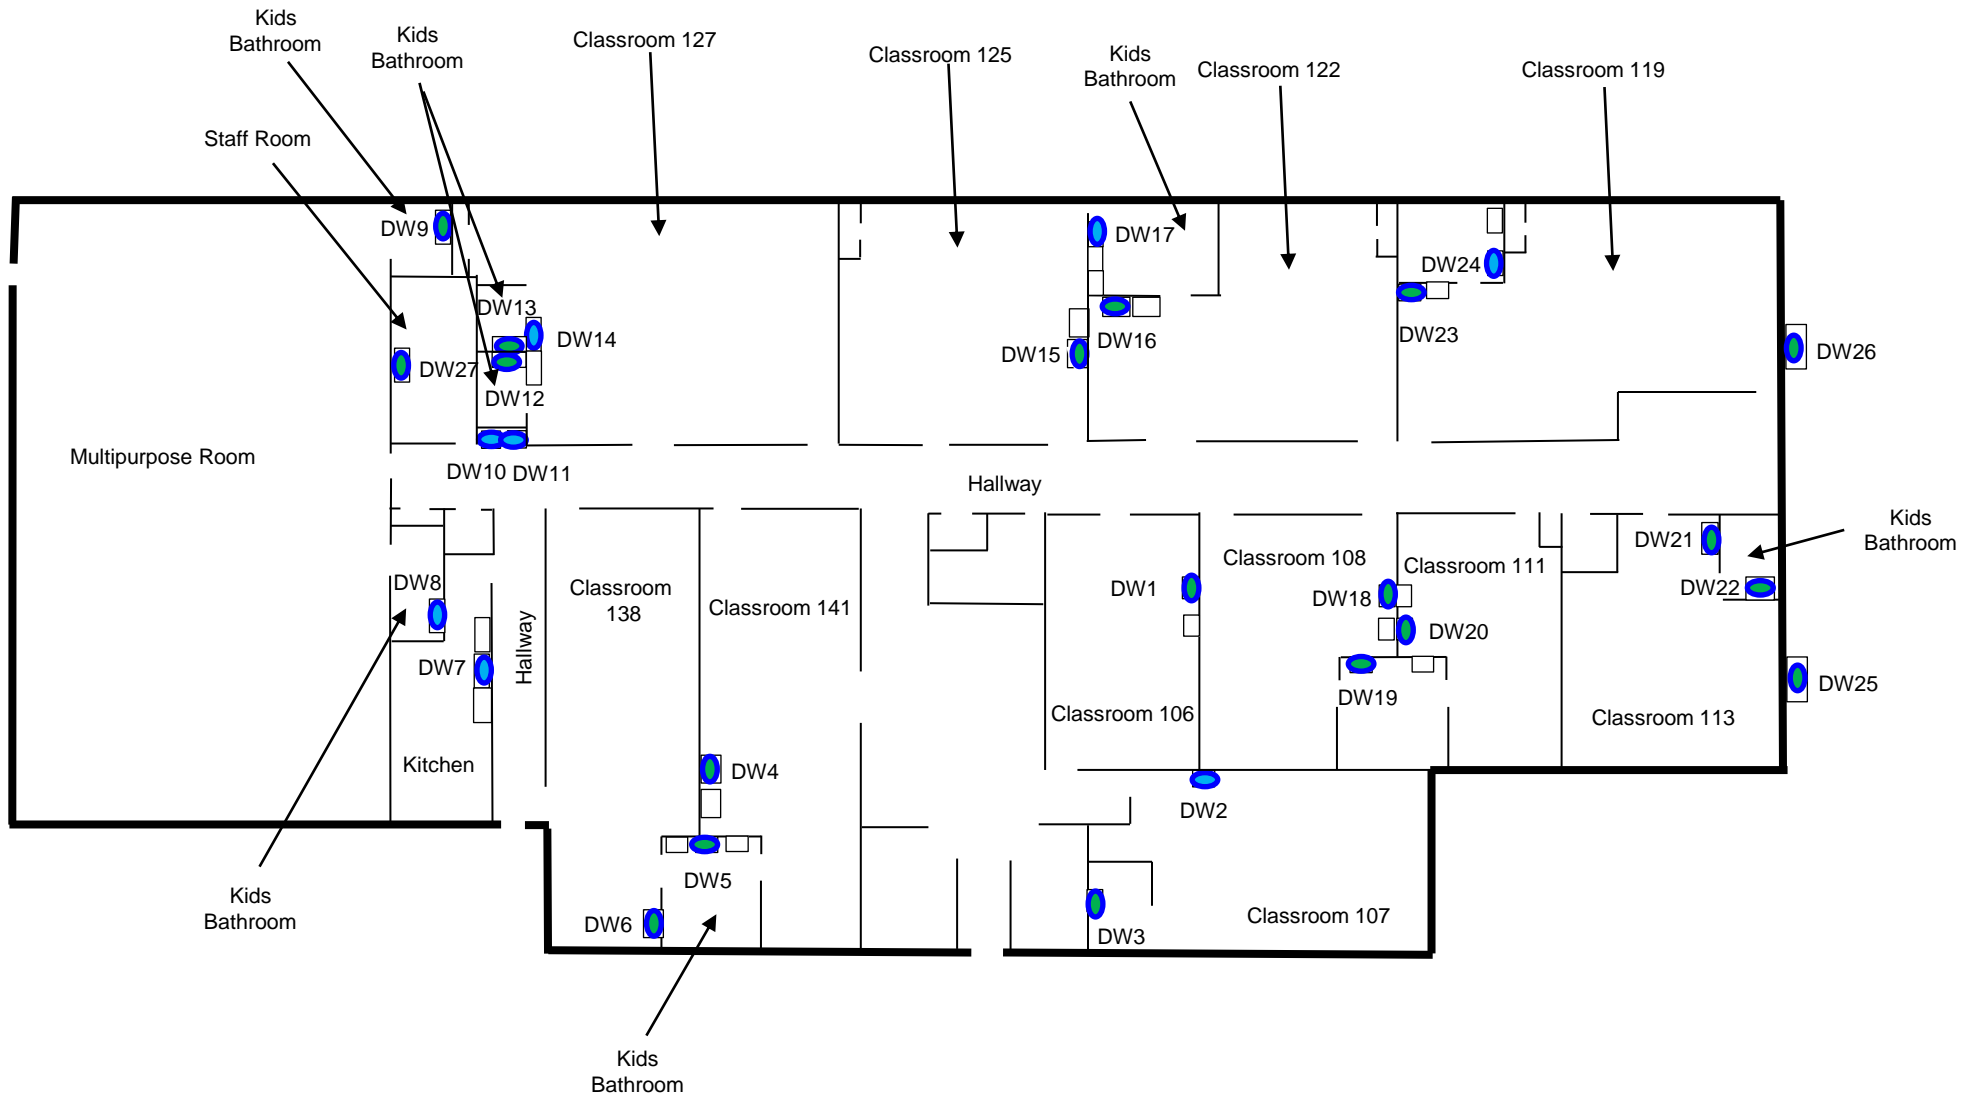 Kids
Bathroom
Kids
Bathroom
Classroom 127
Classroom 125
Kids
Bathroom
Classroom 122
Classroom 119
Staff Room
DW9
DW17
DW24
DW13
DW14
DW16
DW15
DW23
DW26
DW27
DW12
Multipurpose Room
DW10
DW11
Hallway
Kids
Bathroom
DW21
DW22
Classroom 108
Classroom 111
DW8
Classroom
138
Classroom 141
DW1
DW18
DW20
Hallway
DW7
DW19
DW25
Classroom 106
Classroom 113
Kitchen
DW4
DW2
DW5
Kids
Bathroom
DW6
DW3
Classroom 107
Kids
Bathroom